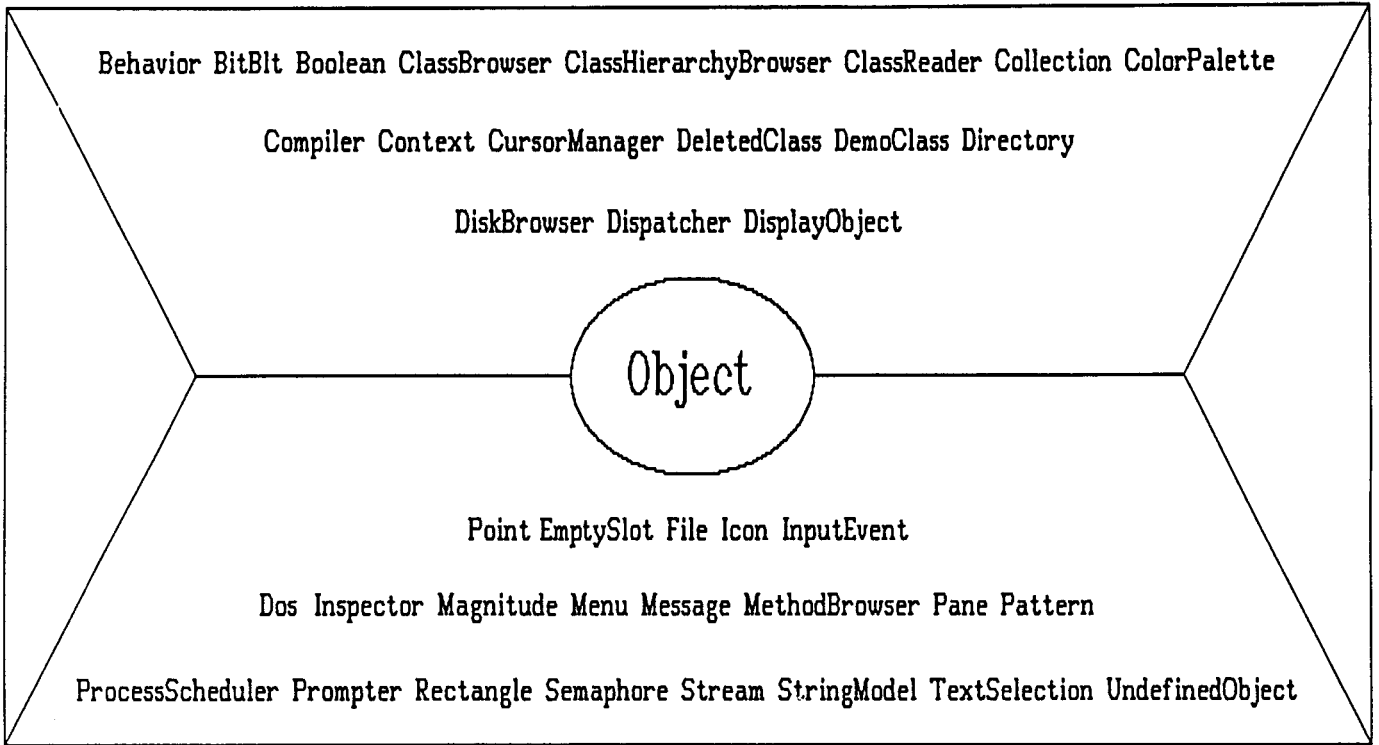 Behavior BitBlt Boolean ClassBrowser ClassHierarchyBrowser ClassReader Collection ColorPalette
Compiler Context CursorManager DeletedClass DemoClass Directory
DiskBrowser Dispatcher DisplayObject
Object
Point EmptySlot File Icon InputEvent
Dos Inspector Magnitude Menu Message MethodBrowser Pane Pattern
ProcessScheduler Prompter Rectangle Semaphore Stream StringModel TextSelection UndefinedObject